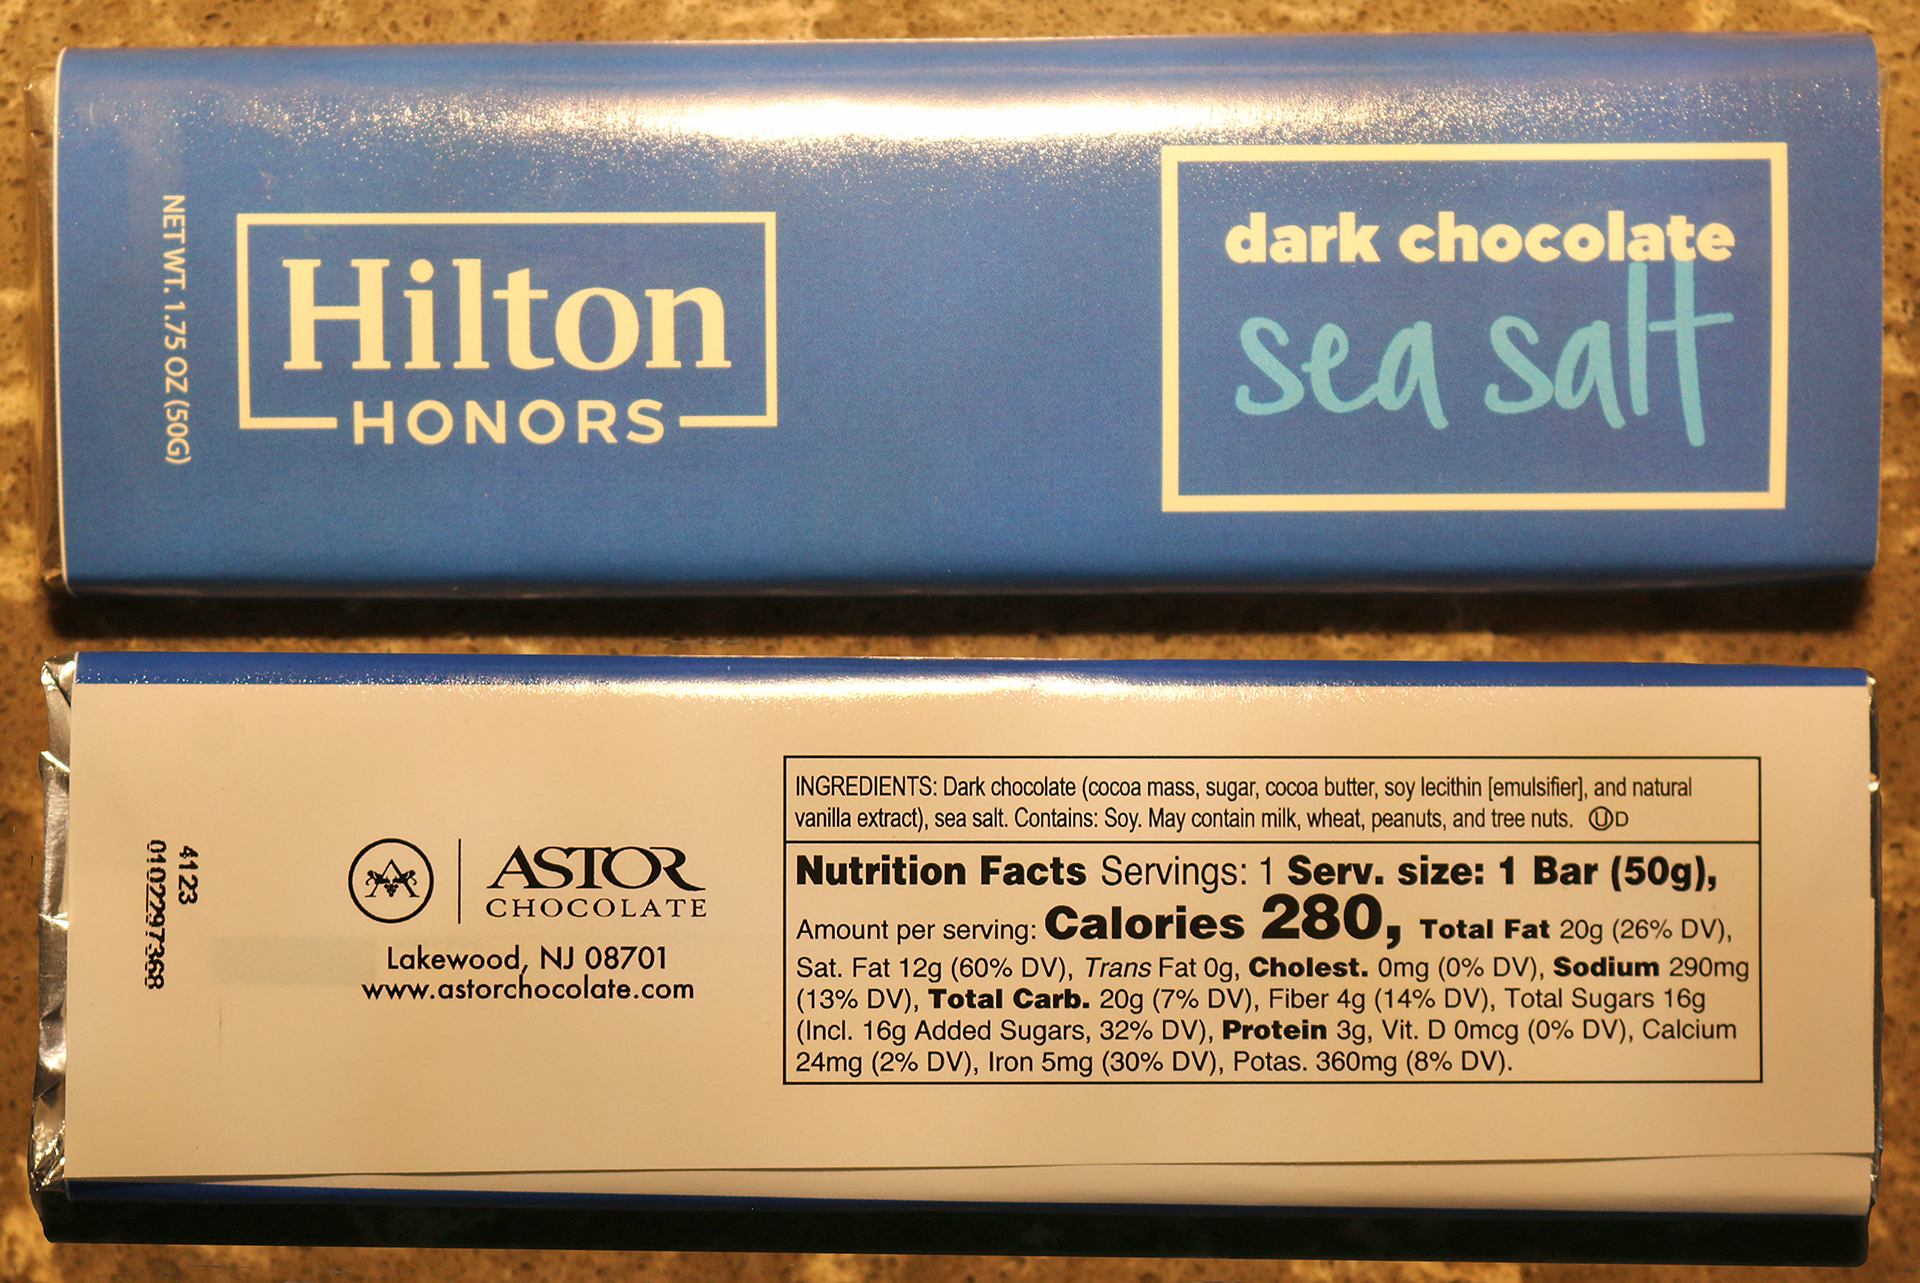 NET WT. 1.75 OZ (50G)
Hilton
HONORS
dark chocolate
sea salt
41 23
0102297368
ASTOR
CHOCOLATE
Lakewood, NJ 08701
www.astorchocolate.com
INGREDIENTS: Dark chocolate (cocoa mass, sugar, cocoa butter, soy lecithin [emulsifier], and natural
vanilla extract), sea salt. Contains: Soy. May contain milk, wheat, peanuts, and tree nuts. ⓊD
Nutrition Facts Servings: 1 Serv. size: 1 Bar (50g),
Amount per serving: Calories 280, Total Fat 20g (26% DV),
Sat. Fat 12g (60% DV), Trans Fat 0g, Cholest. 0mg (0% DV), Sodium 290mg
(13% DV), Total Carb. 20g (7% DV), Fiber 4g (14% DV), Total Sugars 16g
(Incl. 16g Added Sugars, 32% DV), Protein 3g, Vit. D 0mcg (0% DV), Calcium
24mg (2% DV), Iron 5mg (30% DV), Potas. 360mg (8% DV).